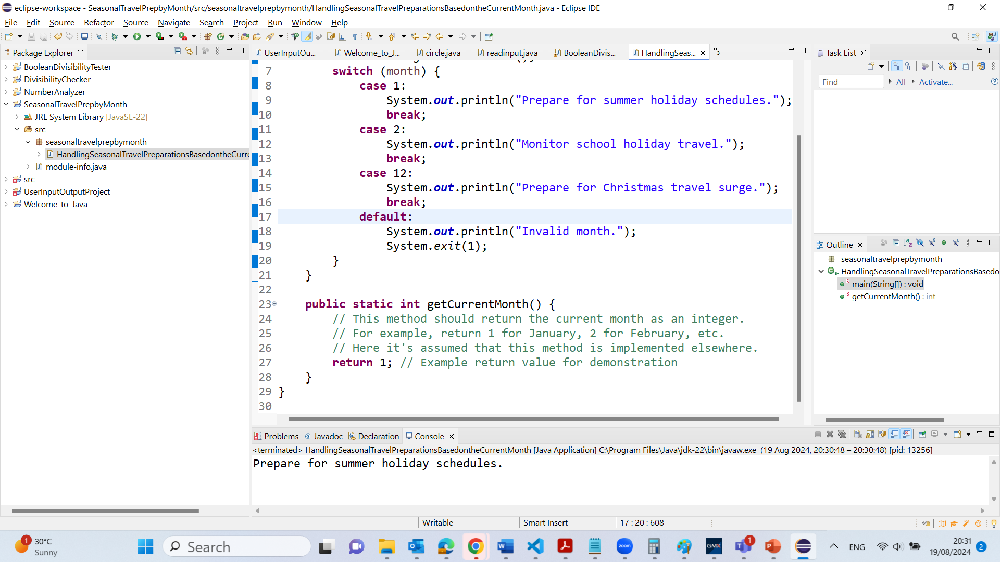 eclipse-workspace - SeasonalTravelPrepbyMonth/src/seasonaltravelprepbymonth/HandlingSeasonalTravelPreparationsBasedontheCurrentMonth.java - Eclipse IDE
File Edit Source Refactor Source Navigate Search Project Run Window Help
Package Explorer
BooleanDivisibilityTester
DivisibilityChecker
NumberAnalyzer
SeasonalTravelPrepbyMonth
JRE System Library [JavaSE-22]
src
seasonaltravelprepbymonth
HandlingSeasonalTravelPreparationsBasedontheCurre
module-info.java
src
UserInputOutputProject
Welcome_to_Java
UserInputOu... Welcome_to_J... circle.java readinput.java BooleanDivis... HandlingSeas... 3
7 switch (month) {
8 case 1:
9 System.out.println("Prepare for summer holiday schedules.");
10 break;
11 case 2:
12 System.out.println("Monitor school holiday travel.");
13 break;
14 case 12:
15 System.out.println("Prepare for Christmas travel surge.");
16 break;
17 default:
18 System.out.println("Invalid month.");
19 System.exit(1);
20 }
21 }
22
23 public static int getCurrentMonth() {
24 // This method should return the current month as an integer.
25 // For example, return 1 for January, 2 for February, etc.
26 // Here it's assumed that this method is implemented elsewhere.
27 return 1; // Example return value for demonstration
28 }
29 }
30
Task List
Find All Activate...
Outline
seasonaltravelprepbymonth
HandlingSeasonalTravelPreparationsBasedo
main(String[]) : void
getCurrentMonth() : int
Problems Javadoc Declaration Console
<terminated> HandlingSeasonalTravelPreparationsBasedontheCurrentMonth [Java Application] C:\Program Files\Java\jdk-22\bin\javaw.exe (19 Aug 2024, 20:30:48 – 20:30:48) [pid: 13256]
Prepare for summer holiday schedules.
Writable Smart Insert 17 : 20 : 608
1 30°C
Sunny
Search
zoom
GMX
1
ENG
20:31
19/08/2024
2